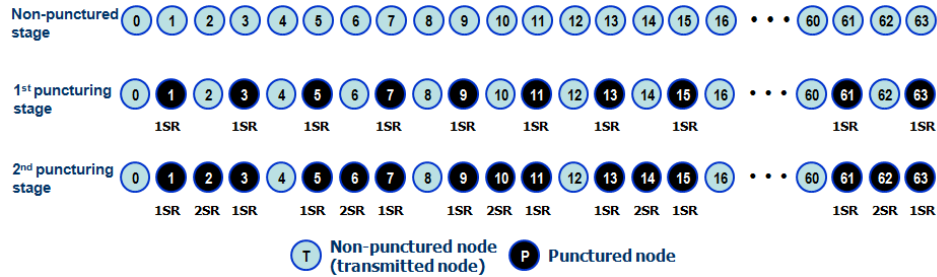 Non-punctured stage 0 1 2 3 4 5 6 7 8 9 10 11 12 13 14 15 16 • • • 60 61 62 63
1st puncturing stage 0 1 2 3 4 5 6 7 8 9 10 11 12 13 14 15 16 • • • 60 61 62 63
1SR 1SR 1SR 1SR 1SR 1SR 1SR 1SR 1SR 1SR
2nd puncturing stage 0 1 2 3 4 5 6 7 8 9 10 11 12 13 14 15 16 • • • 60 61 62 63
1SR 2SR 1SR 1SR 2SR 1SR 1SR 2SR 1SR 1SR 2SR 1SR 1SR 2SR 1SR
T Non-punctured node (transmitted node) P Punctured node